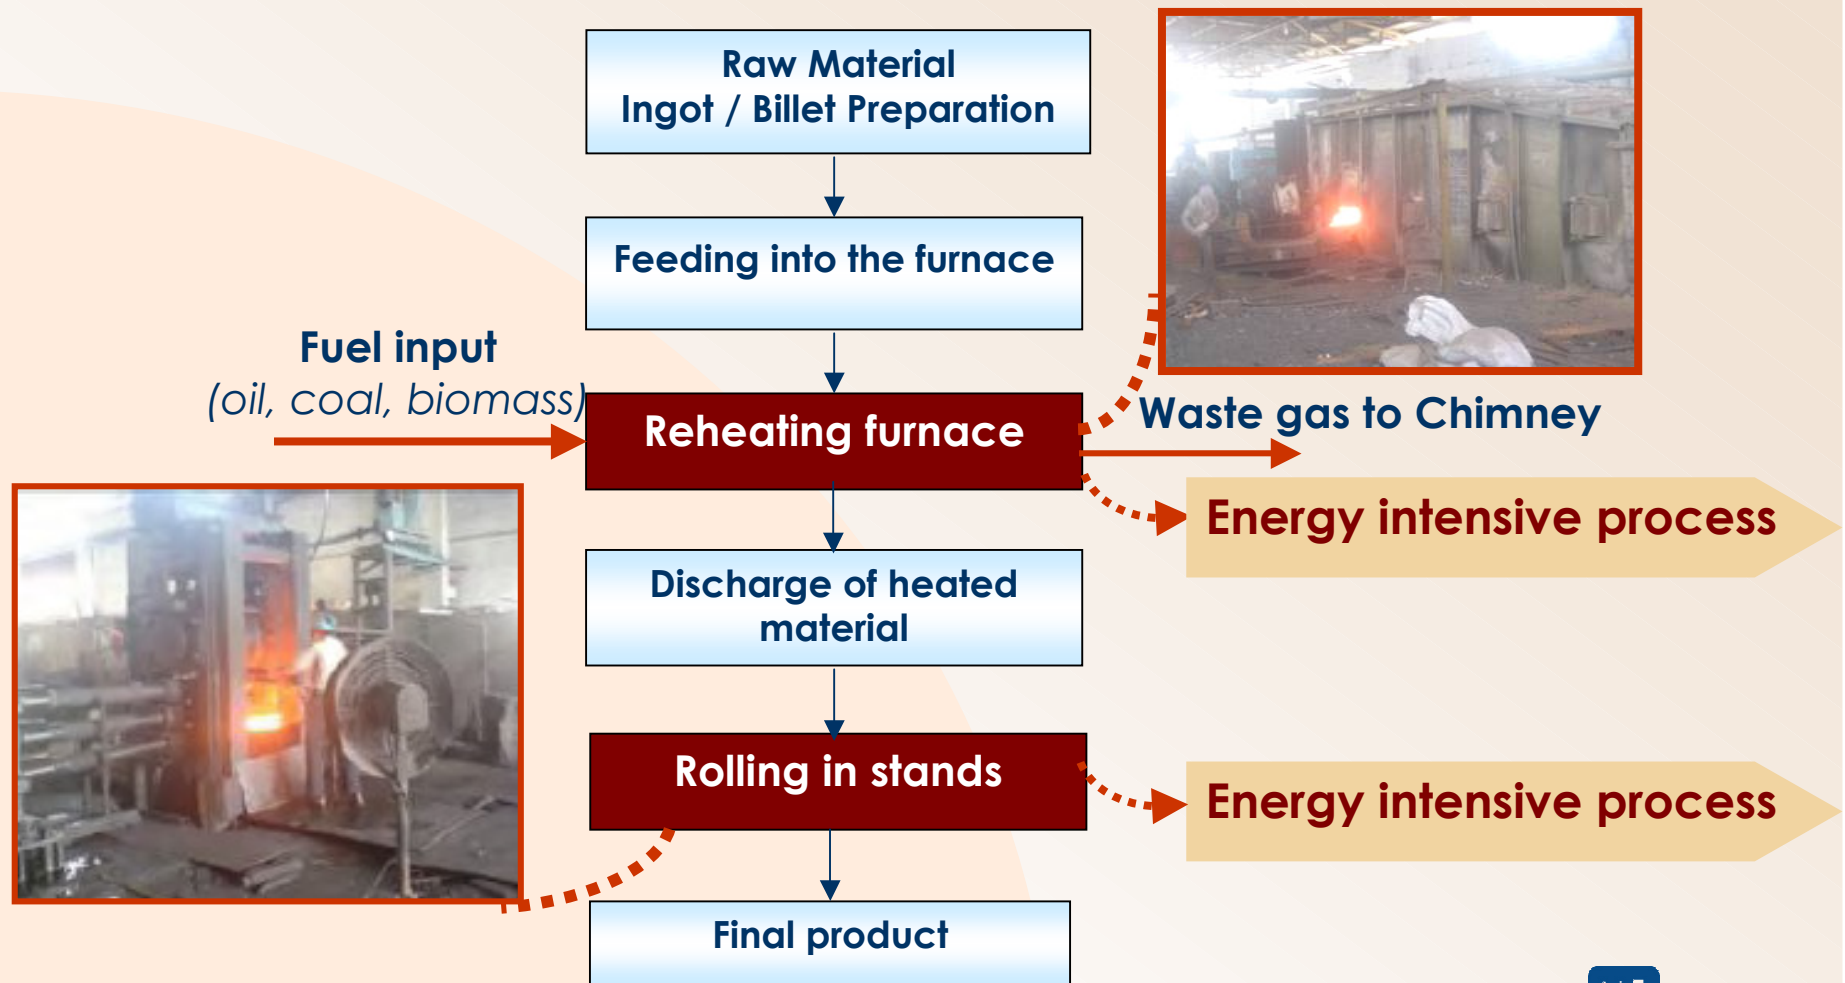 Raw Material
Ingot / Billet Preparation
Feeding into the furnace
Fuel input
(oil, coal, biomass)
Reheating furnace
Waste gas to Chimney
Energy intensive process
Discharge of heated
material
Rolling in stands
Energy intensive process
Final product